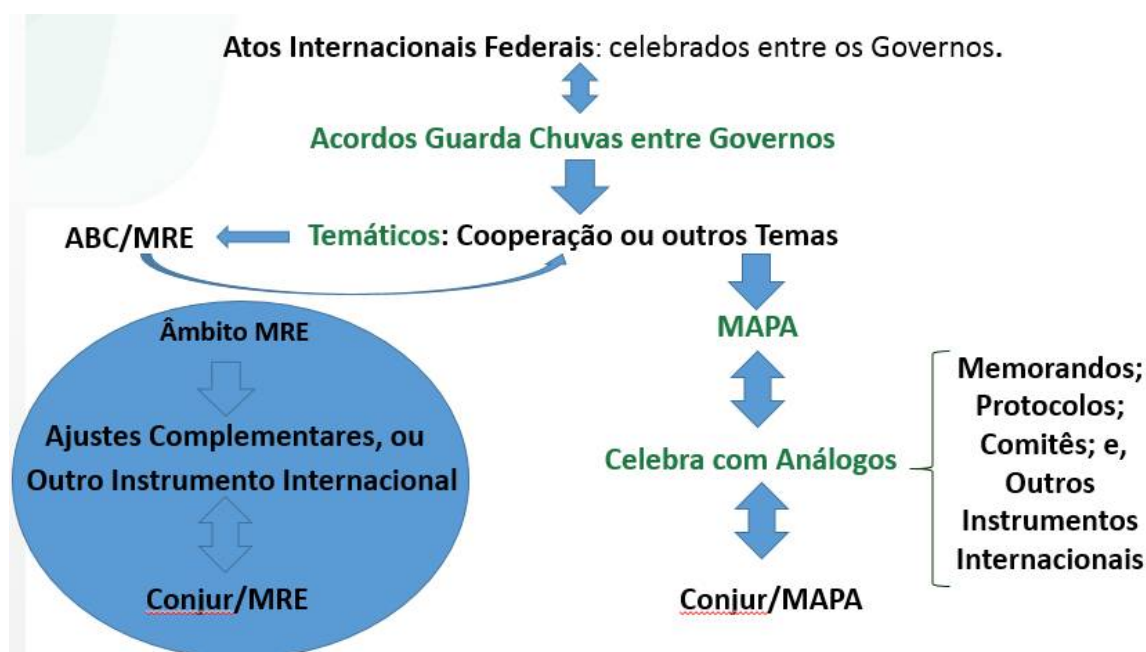 Atos Internacionais Federais: celebrados entre os Governos.
Acordos Guarda Chuvas entre Governos
ABC/MRE
Temáticos: Cooperação ou outros Temas
Âmbito MRE
Ajustes Complementares, ou
Outro Instrumento Internacional
Conjur/MRE
MAPA
Celebra com Análogos
Conjur/MAPA
Memorandos;
Protocolos;
Comitês; e,
Outros
Instrumentos
Internacionais